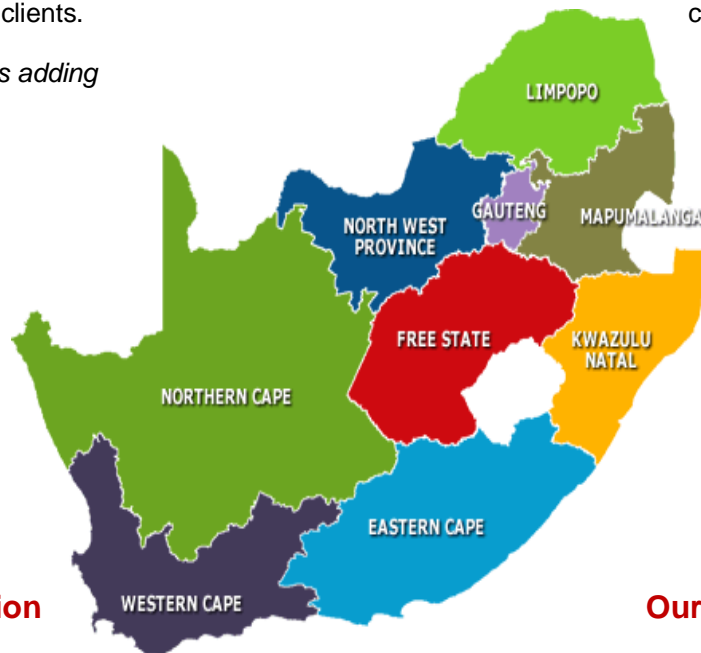 clients.
c
s adding
LIMPOPO
GAUTENG
MAPUMALANGA
NORTH WEST
PROVINCE
FREE STATE
KWAZULU
NATAL
NORTHERN CAPE
EASTERN CAPE
WESTERN CAPE
ion
Our